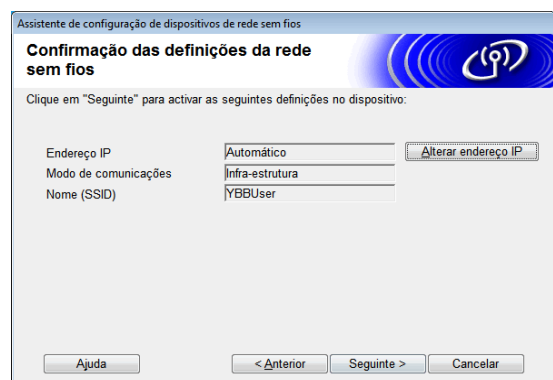 Assistente de configuração de dispositivos de rede sem fios
Confirmação das definições da rede
sem fios
Clique em "Seguinte" para activar as seguintes definições no dispositivo:
Endereço IP Automático Alterar endereço IP
Modo de comunicações Infra-estrutura
Nome (SSID) YBBUser
Ajuda < Anterior Seguinte > Cancelar